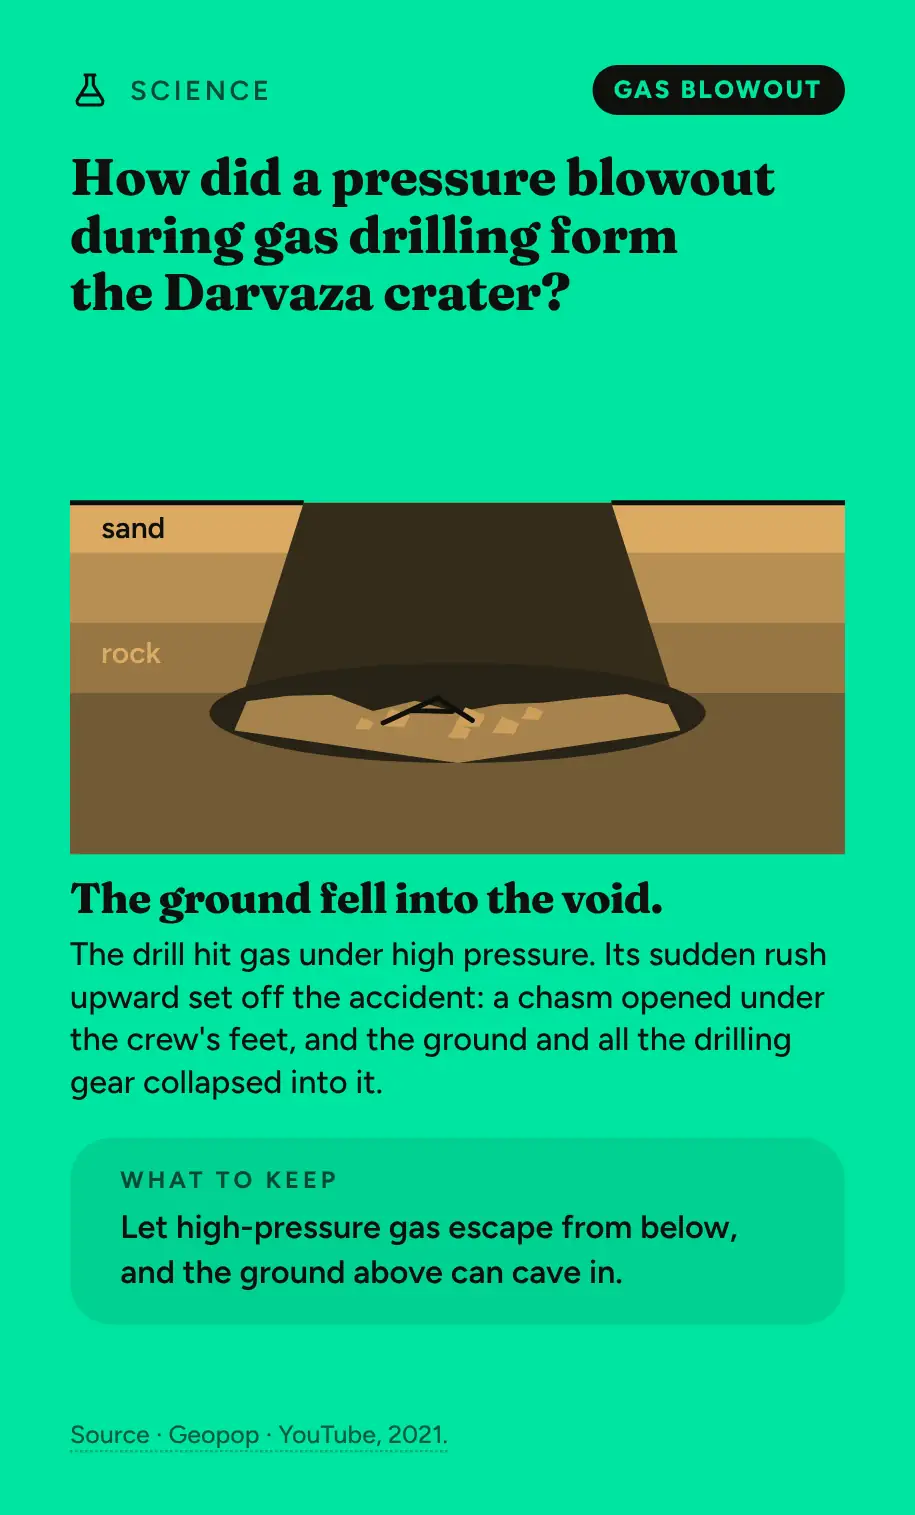 SCIENCE
GAS BLOWOUT
How did a pressure blowout
during gas drilling form
the Darvaza crater?
sand
rock
The ground fell into the void.
The drill hit gas under high pressure. Its sudden rush
upward set off the accident: a chasm opened under
the crew's feet, and the ground and all the drilling
gear collapsed into it.
WHAT TO KEEP
Let high-pressure gas escape from below,
and the ground above can cave in.
Source · Geopop · YouTube, 2021.